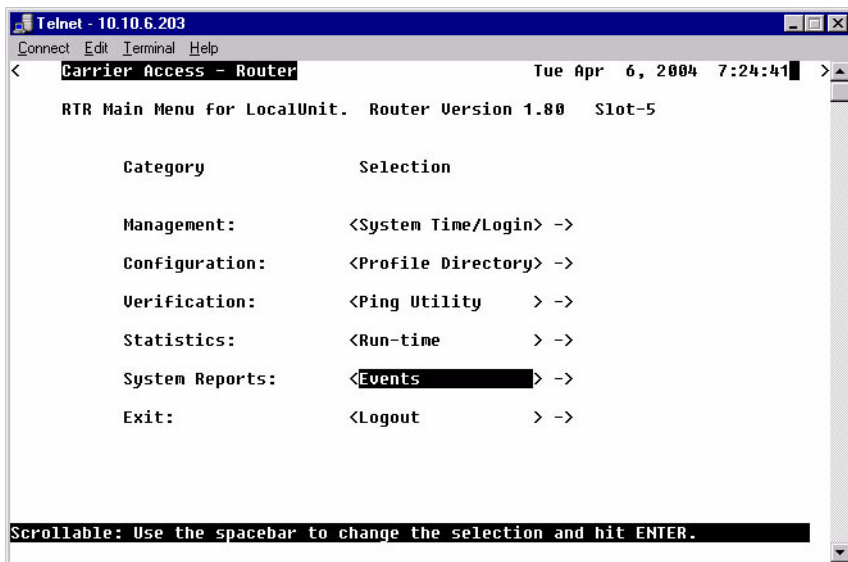 Telnet - 10.10.6.203
Connect Edit Terminal Help
< Carrier Access - Router Tue Apr 6, 2004 7:24:41 >
RTR Main Menu for LocalUnit. Router Version 1.80 Slot-5
Category Selection
Management: <System Time/Login> ->
Configuration: <Profile Directory> ->
Verification: <Ping Utility > ->
Statistics: <Run-time > ->
System Reports: <Events > ->
Exit: <Logout > ->
Scrollable: Use the spacebar to change the selection and hit ENTER.